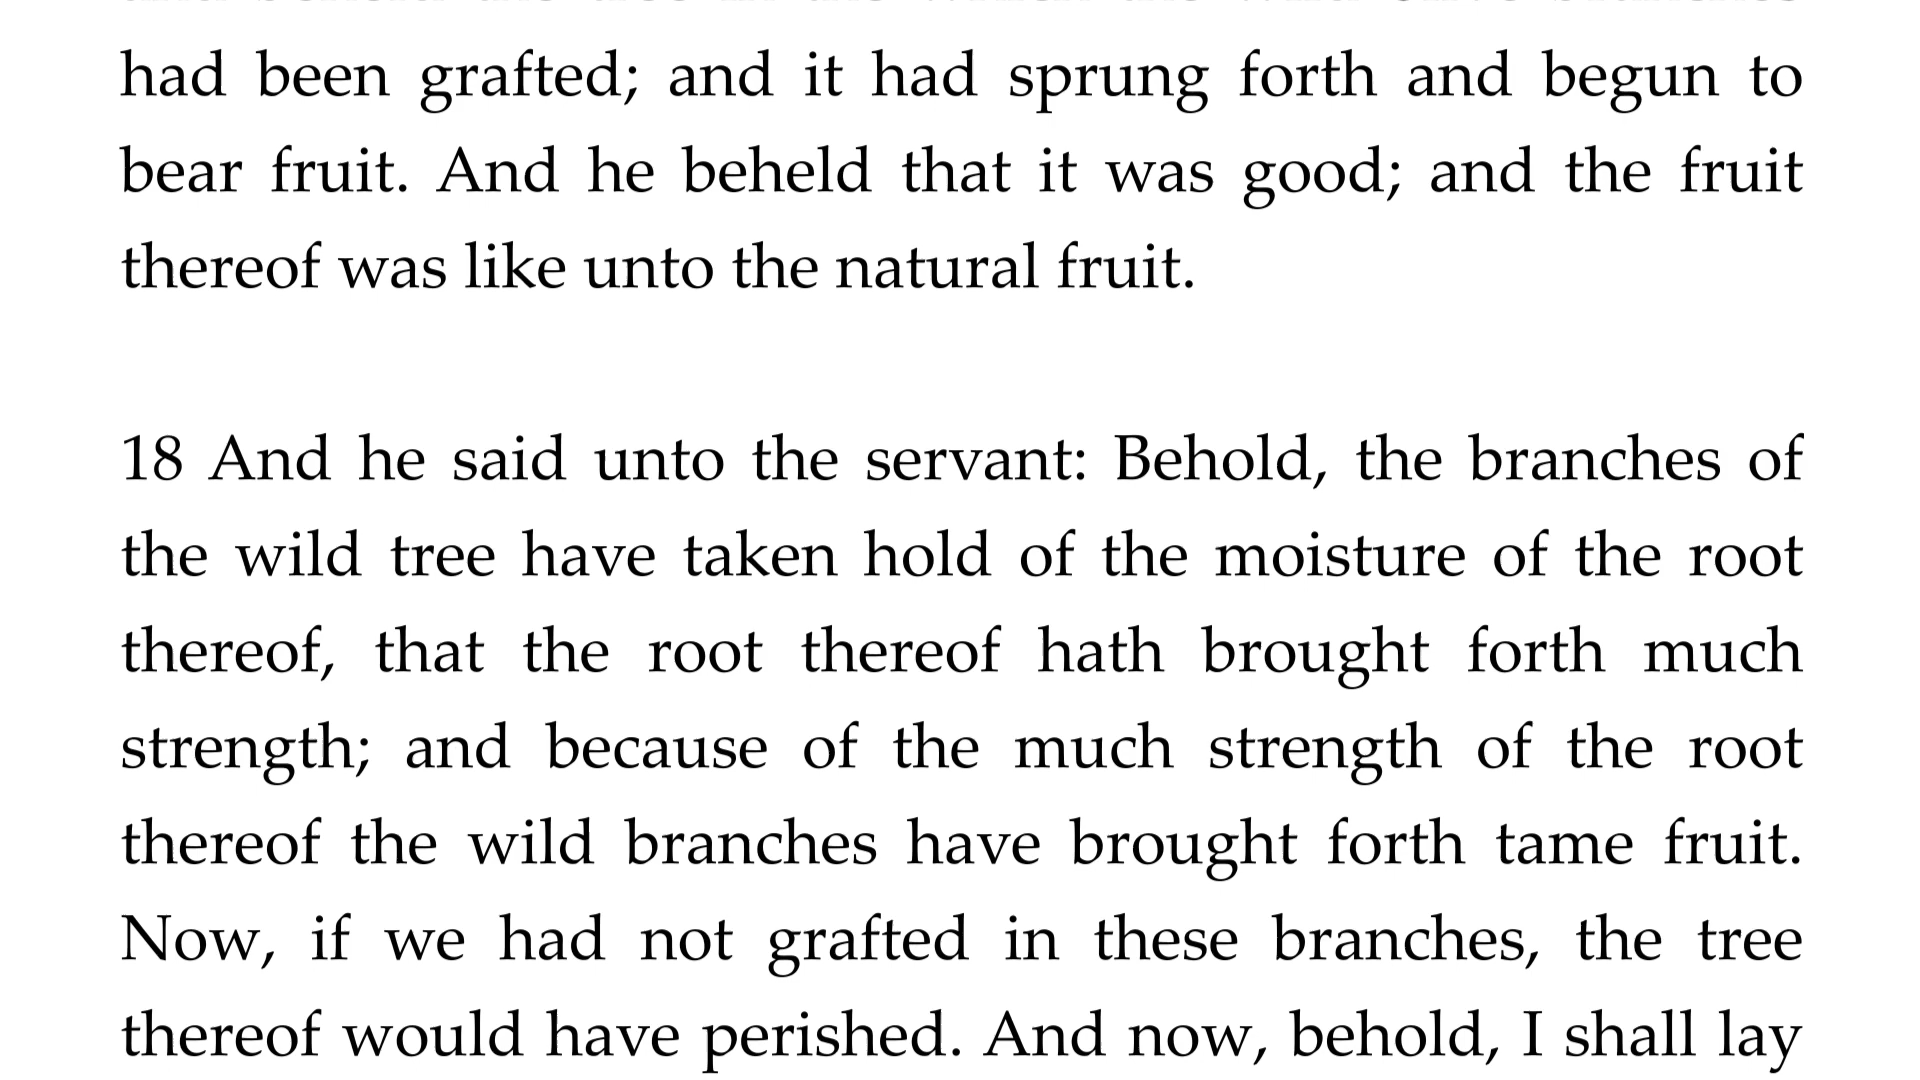 had been grafted; and it had sprung forth and begun to
bear fruit. And he beheld that it was good; and the fruit
thereof was like unto the natural fruit.
18 And he said unto the servant: Behold, the branches of
the wild tree have taken hold of the moisture of the root
thereof, that the root thereof hath brought forth much
strength; and because of the much strength of the root
thereof the wild branches have brought forth tame fruit.
Now, if we had not grafted in these branches, the tree
thereof would have perished. And now, behold, I shall lay